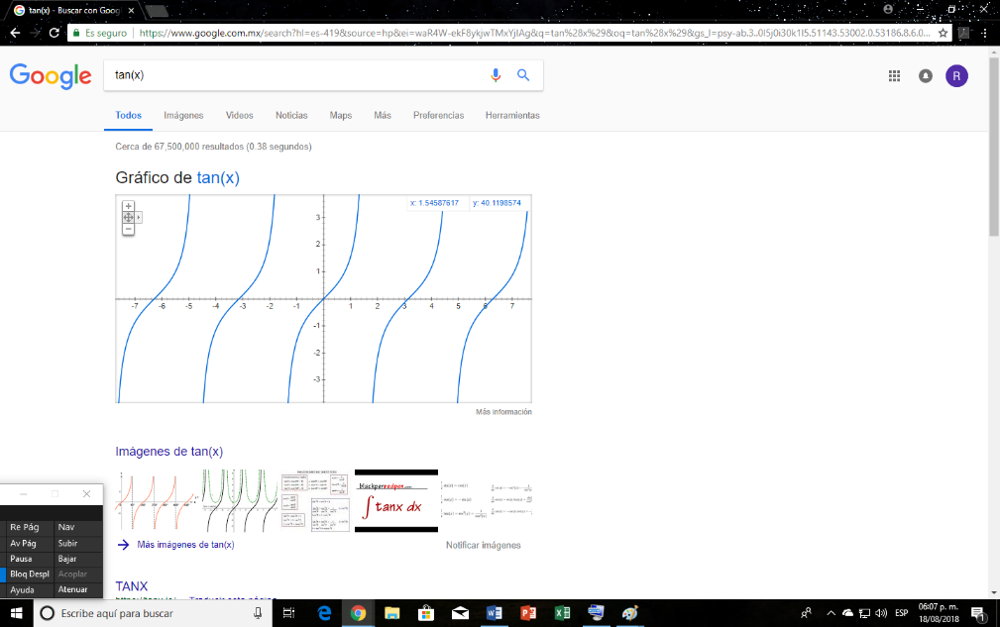 tan(x) - Buscar con Goog
Es seguro | https://www.google.com.mx/search?hl=es-419&source=hp&ei=waR4W-ekF8ykjwTMxYjIAg&q=tan%28x%29&oq=tan%28x%29&gs_l=psy-ab.3..0l5j0i30k1l5.51143.53002.0.53186.8.6.0...
Google
tan(x)
R
Todos Imágenes Videos Noticias Maps Más Preferencias Herramientas
Cerca de 67,500,000 resultados (0.38 segundos)
Gráfico de tan(x)
x: 1.54587617 y: 40.1198574
3
2
1
-7 -6 -5 -4 -3 -2 -1 1 2 3 4 5 6 7
-1
-2
-3
Más información
Imágenes de tan(x)
blackpenredpen
∫ tanx dx
Más imágenes de tan(x)
Notificar imágenes
TANX
Re Pág Nav
Av Pág Subir
Pausa Bajar
Bloq Despl Acoplar
Ayuda Atenuar
Escribe aquí para buscar
ESP
06:07 p. m.
18/08/2018
1